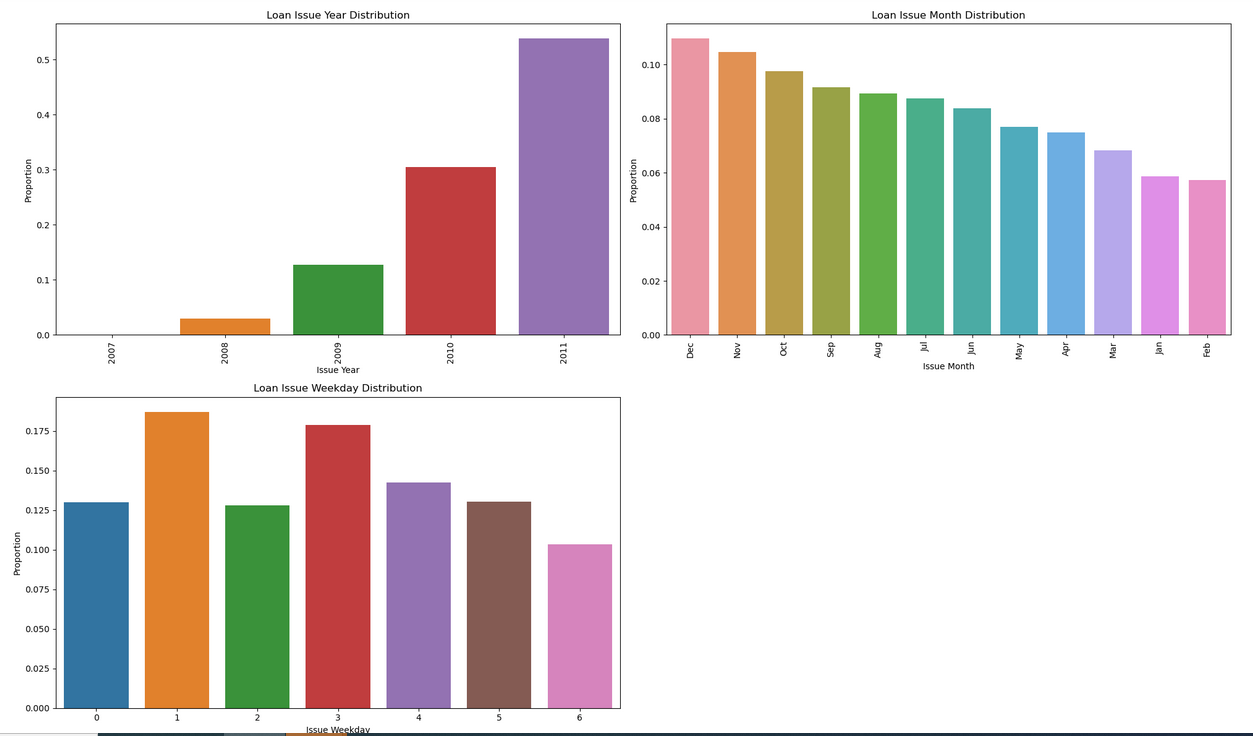 Loan Issue Year Distribution
Proportion
0.5
0.4
0.3
0.2
0.1
0.0
2007
2008
2009
2010
2011
Issue Year
Loan Issue Month Distribution
Proportion
0.10
0.08
0.06
0.04
0.02
0.00
Dec
Nov
Oct
Sep
Aug
Jul
Jun
May
Apr
Mar
Jan
Feb
Issue Month
Loan Issue Weekday Distribution
Proportion
0.175
0.150
0.125
0.100
0.075
0.050
0.025
0.000
0
1
2
3
4
5
6
Issue Weekday